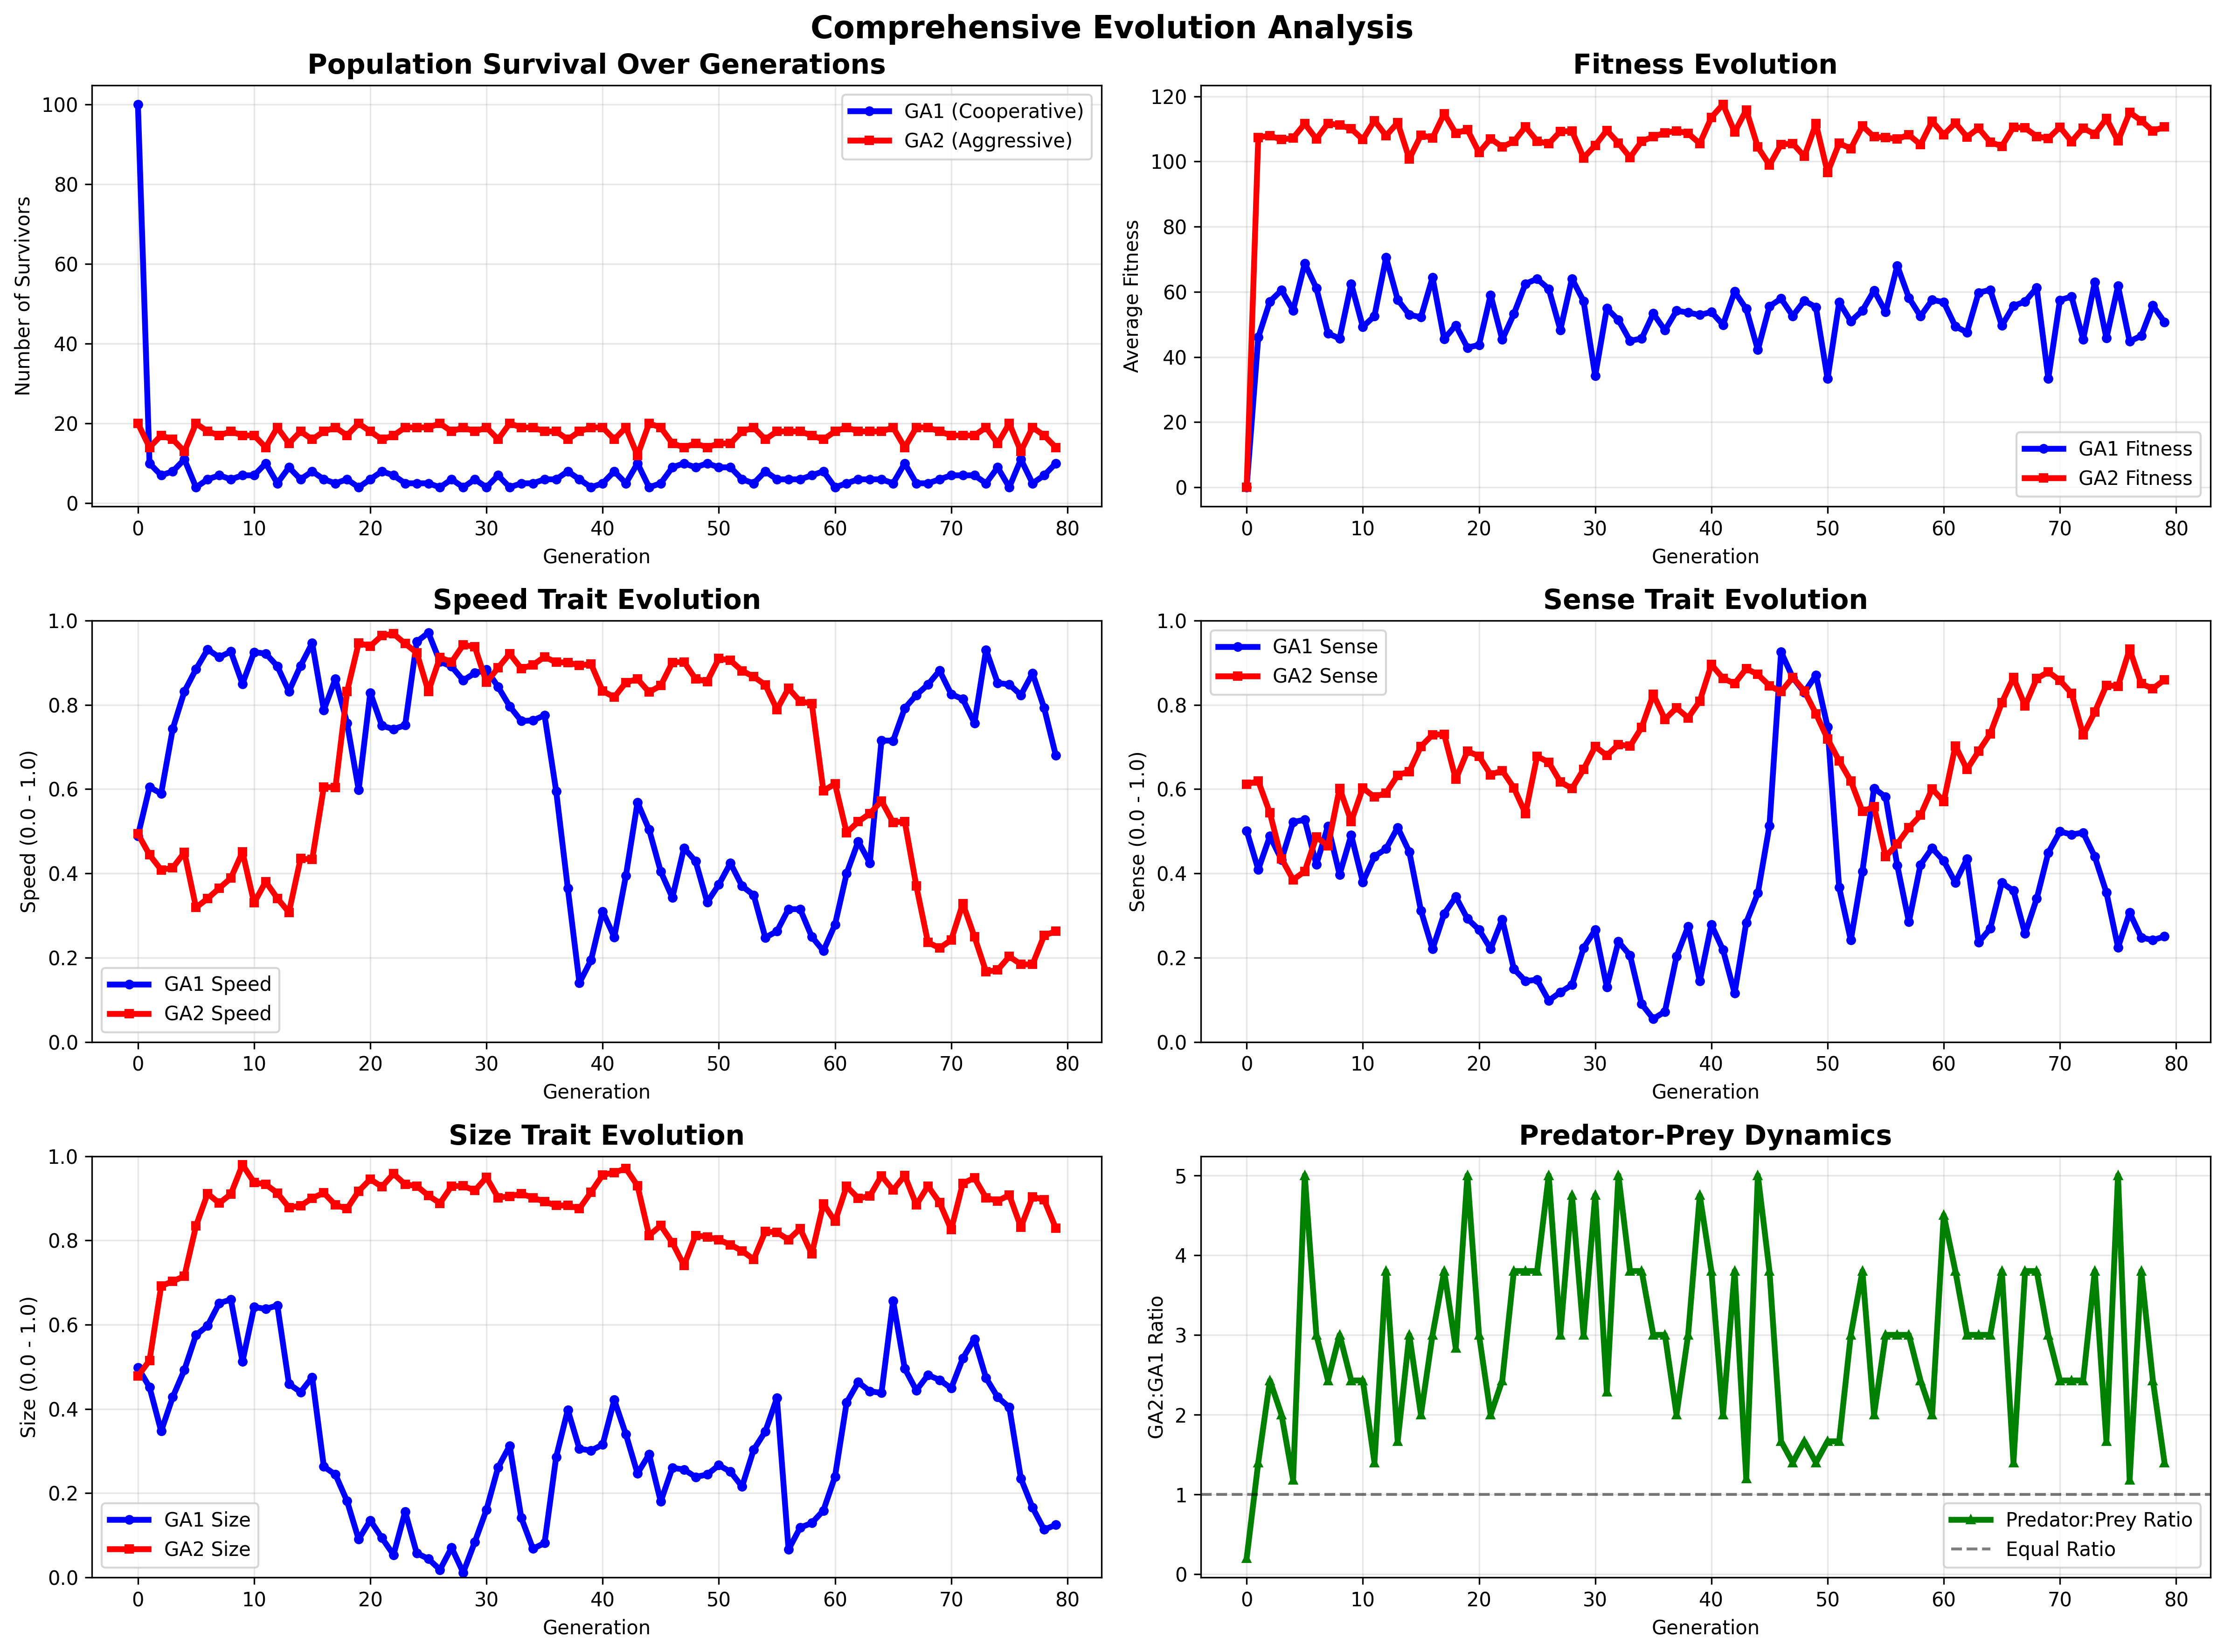 Comprehensive Evolution Analysis
Population Survival Over Generations
Number of Survivors
100
80
60
40
20
0
GA1 (Cooperative)
GA2 (Aggressive)
0 10 20 30 40 50 60 70 80
Generation
Fitness Evolution
Average Fitness
120
100
80
60
40
20
0
GA1 Fitness
GA2 Fitness
0 10 20 30 40 50 60 70 80
Generation
Speed Trait Evolution
Speed (0.0 - 1.0)
1.0
0.8
0.6
0.4
0.2
0.0
GA1 Speed
GA2 Speed
0 10 20 30 40 50 60 70 80
Generation
Sense Trait Evolution
Sense (0.0 - 1.0)
1.0
0.8
0.6
0.4
0.2
0.0
GA1 Sense
GA2 Sense
0 10 20 30 40 50 60 70 80
Generation
Size Trait Evolution
Size (0.0 - 1.0)
1.0
0.8
0.6
0.4
0.2
0.0
GA1 Size
GA2 Size
0 10 20 30 40 50 60 70 80
Generation
Predator-Prey Dynamics
GA2:GA1 Ratio
5
4
3
2
1
0
Predator:Prey Ratio
Equal Ratio
0 10 20 30 40 50 60 70 80
Generation